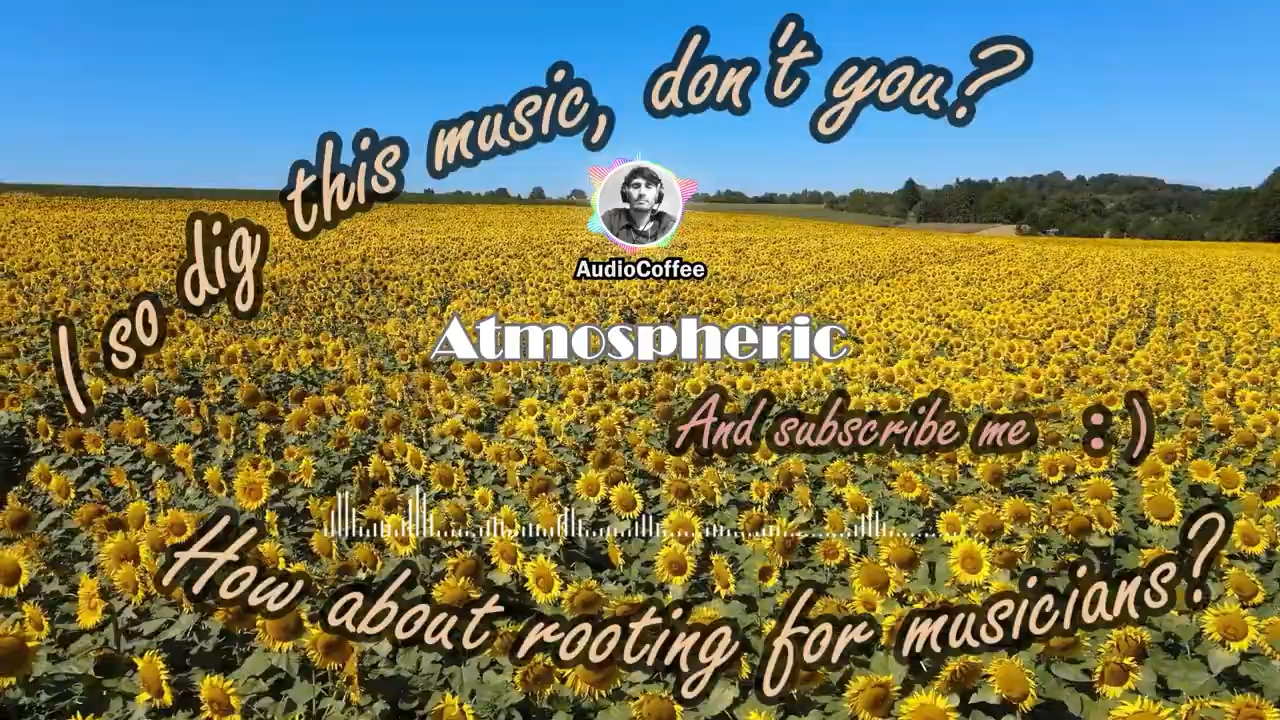 I so dig this music, don't you?
AudioCoffee
Atmospheric
And subscribe me :)
How about rooting for musicians?